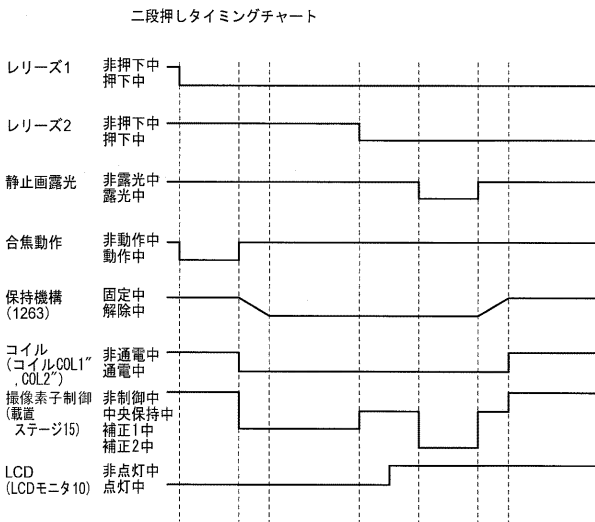 二段押しタイミングチャート
レリーズ1
非押下中
押下中
レリーズ2
非押下中
押下中
静止画露光
非露光中
露光中
合焦動作
非動作中
動作中
保持機構
(1263)
固定中
解除中
コイル
(コイルCOL1"
,COL2")
非通電中
通電中
撮像素子制御
(載置
ステージ15)
非制御中
中央保持中
補正1中
補正2中
LCD
(LCDモニタ10)
非点灯中
点灯中